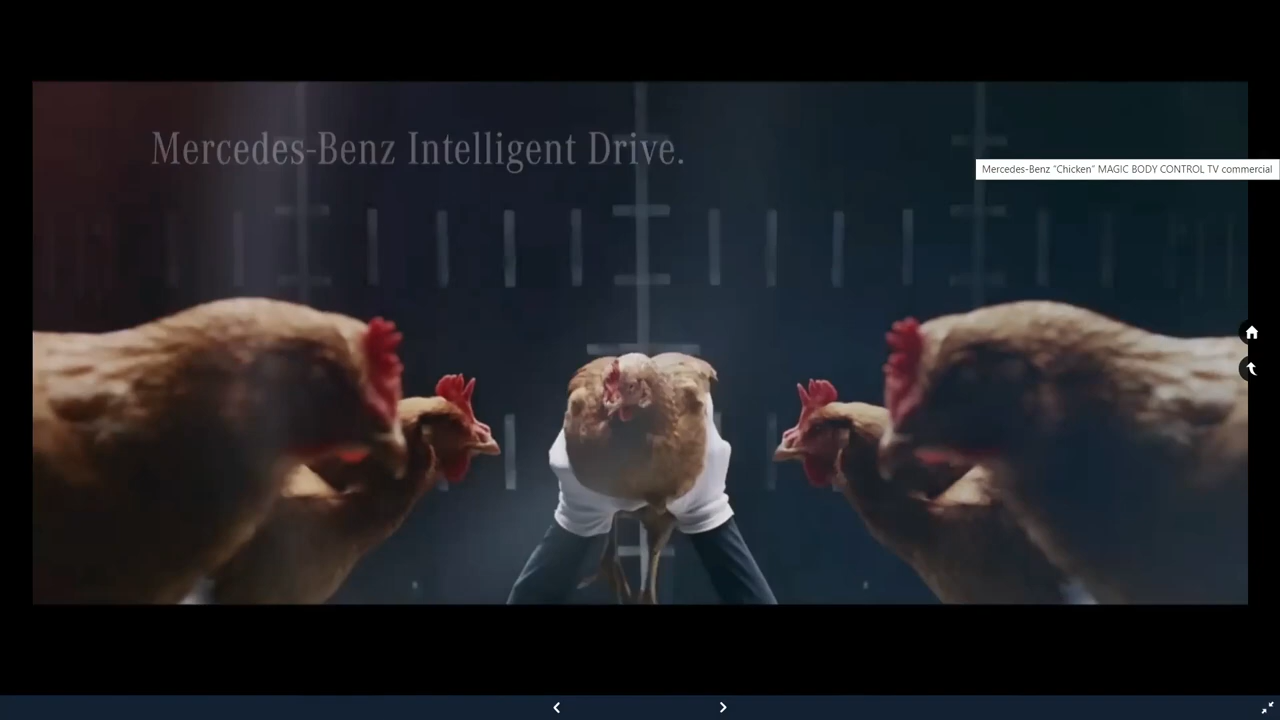 Mercedes-Benz Intelligent Drive.
Mercedes-Benz "Chicken" MAGIC BODY CONTROL TV commercial